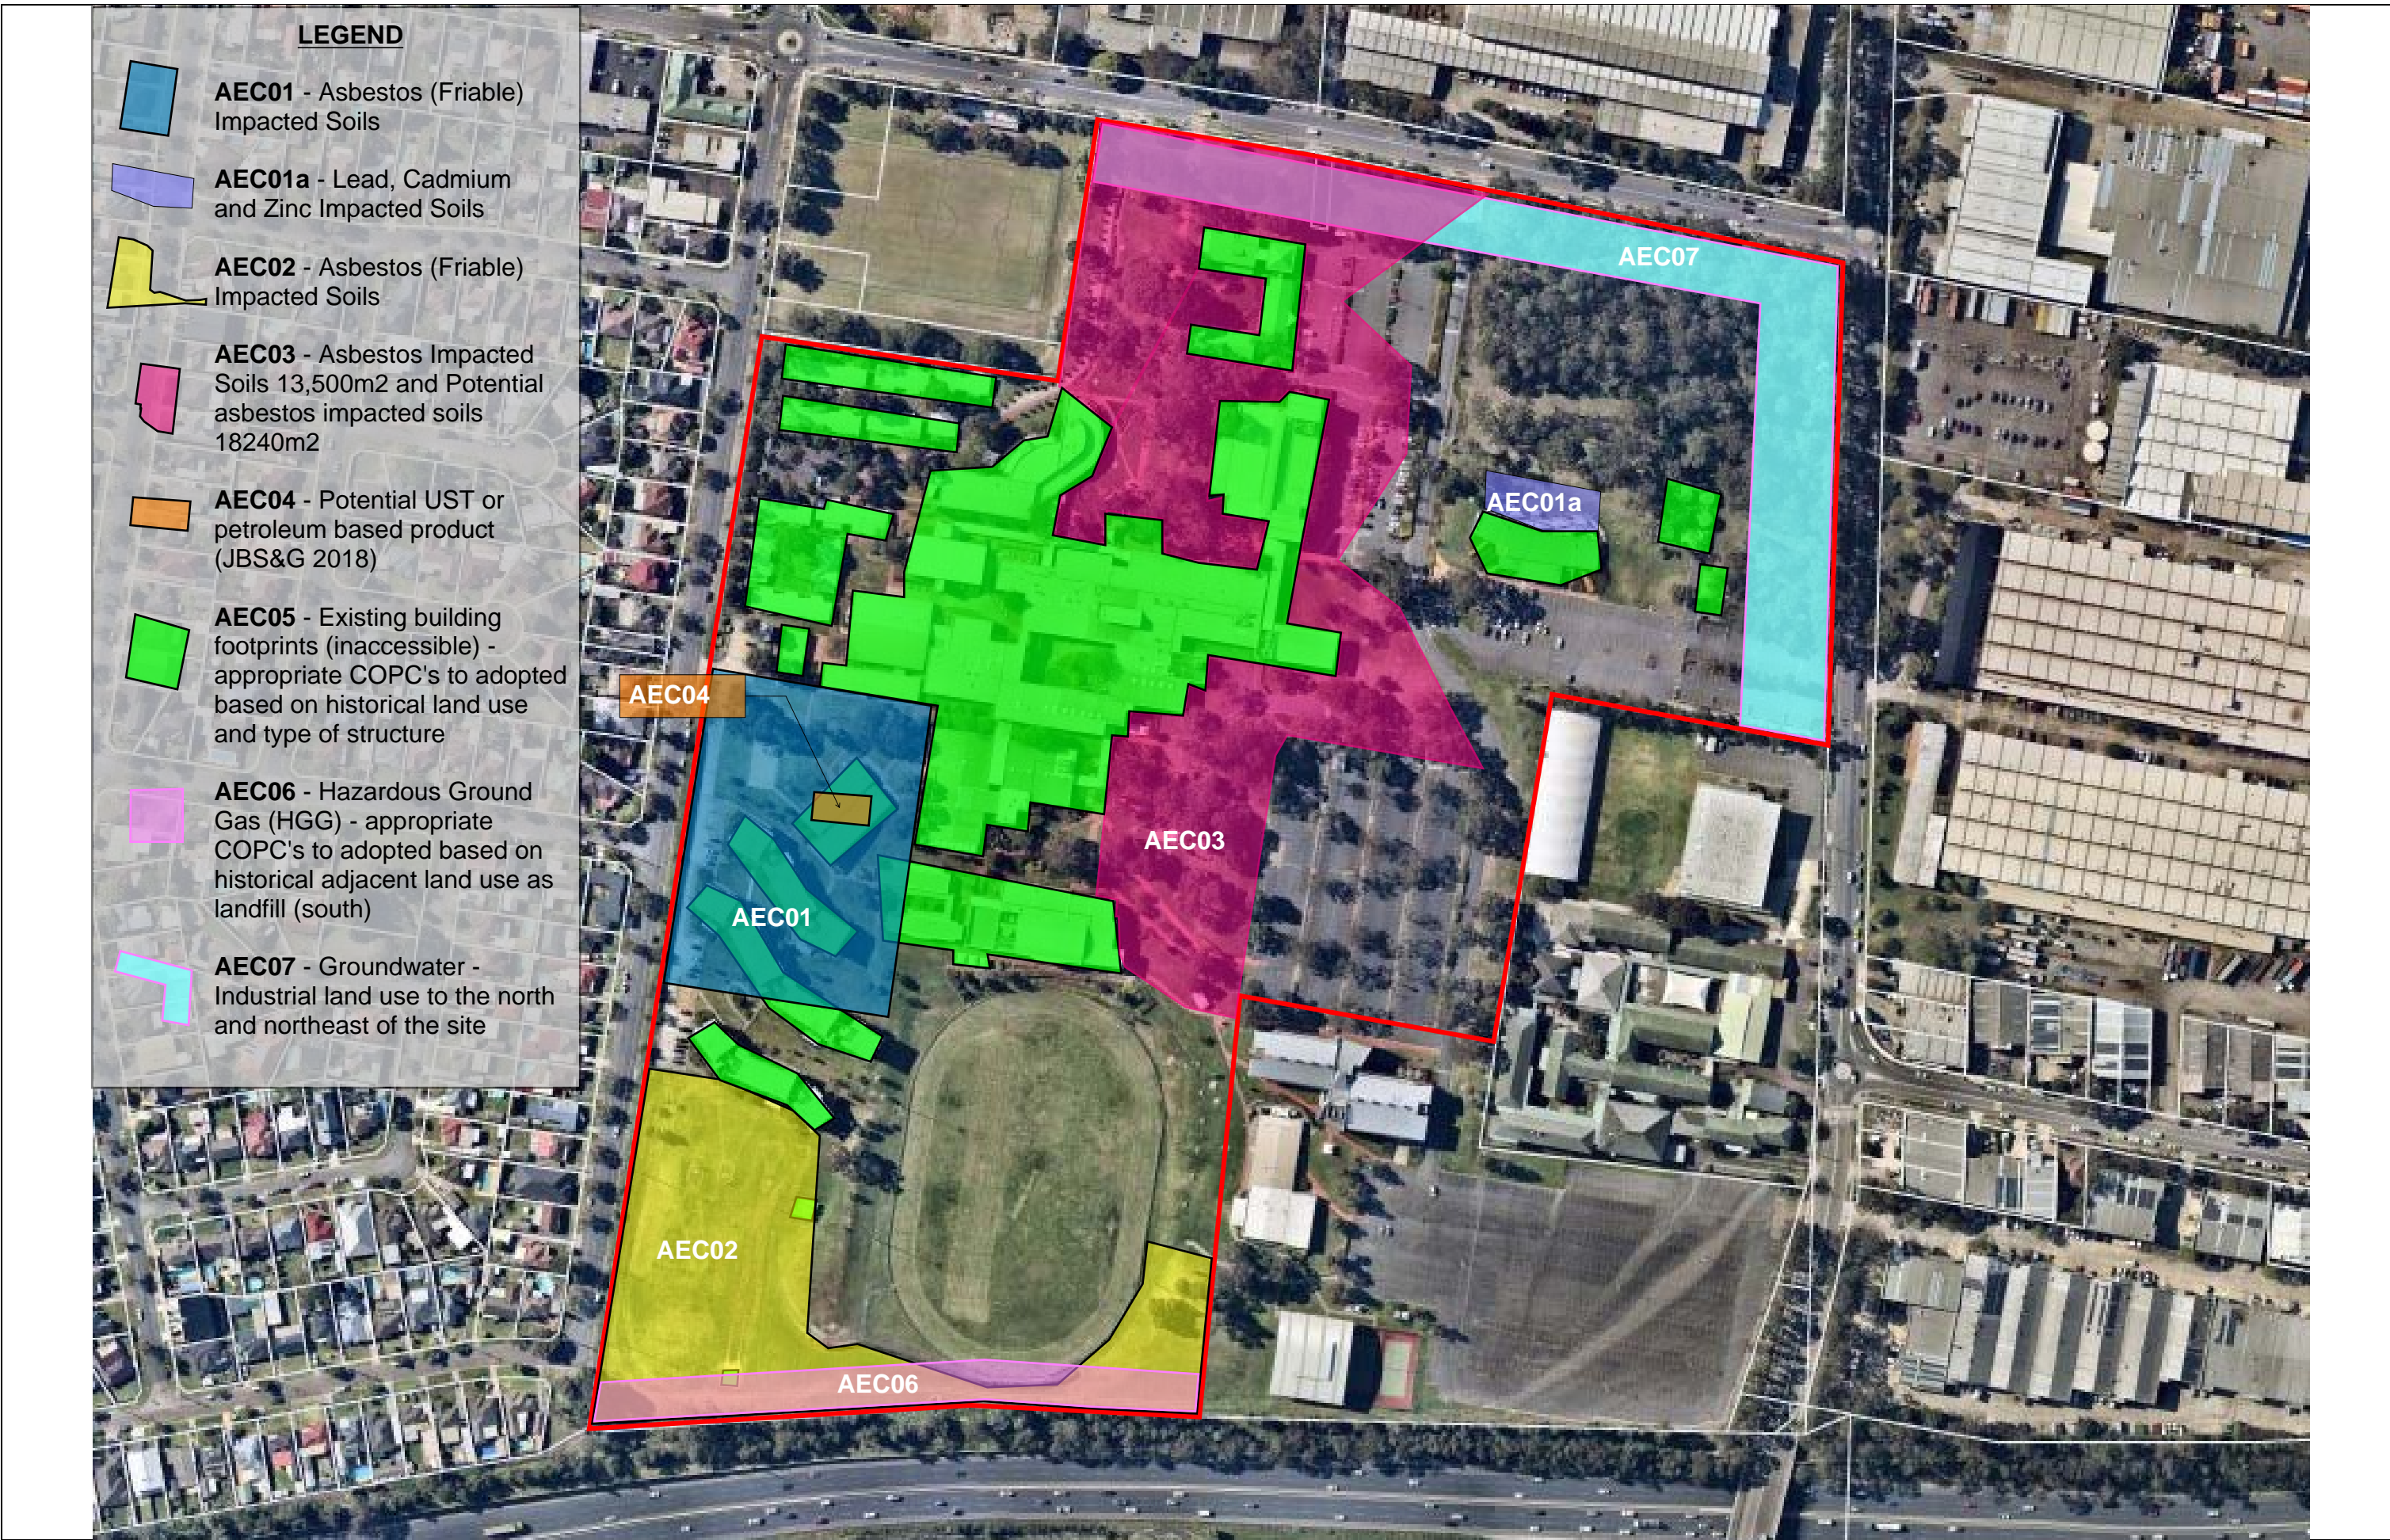 LEGEND
AEC01 - Asbestos (Friable)
Impacted Soils
AEC01a - Lead, Cadmium
and Zinc Impacted Soils
AEC02 - Asbestos (Friable)
Impacted Soils
AEC03 - Asbestos Impacted
Soils 13,500m2 and Potential
asbestos impacted soils
18240m2
AEC04 - Potential UST or
petroleum based product
(JBS&G 2018)
AEC05 - Existing building
footprints (inaccessible) -
appropriate COPC's to adopted
based on historical land use
and type of structure
AEC06 - Hazardous Ground
Gas (HGG) - appropriate
COPC's to adopted based on
historical adjacent land use as
landfill (south)
AEC07 - Groundwater -
Industrial land use to the north
and northeast of the site
AEC07
AEC01a
AEC04
AEC03
AEC01
AEC02
AEC06